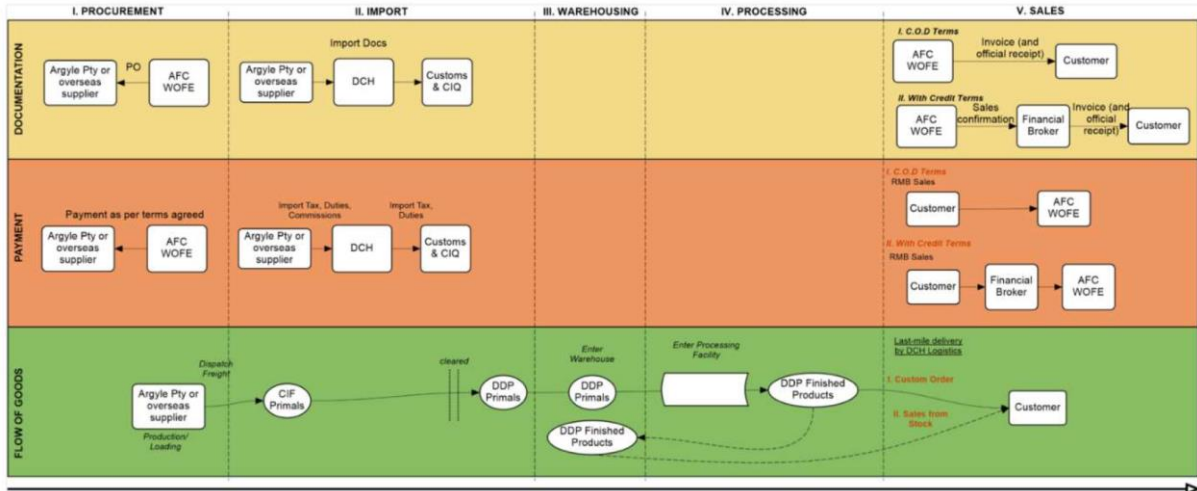 I. PROCUREMENT
II. IMPORT
III. WAREHOUSING
IV. PROCESSING
V. SALES
DOCUMENTATION
Argyle Pty or
overseas
supplier
PO
AFC
WOFE
Import Docs
Argyle Pty or
overseas
supplier
DCH
Customs
& CIQ
I. C.O.D Terms
AFC
WOFE
Invoice (and
official receipt)
Customer
II. With Credit Terms
AFC
WOFE
Sales
confirmation
Financial
Broker
Invoice (and
official
receipt)
Customer
PAYMENT
Payment as per terms agreed
Argyle Pty or
overseas
supplier
AFC
WOFE
Import Tax, Duties,
Commissions
Import Tax,
Duties
Argyle Pty or
overseas
supplier
DCH
Customs
& CIQ
I. C.O.D Terms
RMB Sales
Customer
AFC
WOFE
II. With Credit Terms
RMB Sales
Customer
Financial
Broker
AFC
WOFE
FLOW OF GOODS
Dispatch
Freight
Argyle Pty or
overseas
supplier
Production/
Loading
CIF
Primals
cleared
DDP
Primals
Enter
Warehouse
DDP
Primals
DDP Finished
Products
Enter Processing
Facility
DDP Finished
Products
Last-mile delivery
by DCH Logistics
I. Custom Order
II. Sales from
Stock
Customer